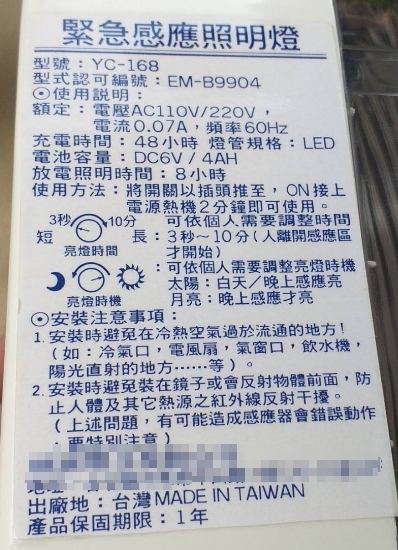 緊急感應照明燈
型號：YC-168
型式認可編號：EM-B9904
⊙使用說明：
額定：電壓AC110V/220V，
電流0.07A，頻率60Hz
充電時間：48小時 燈管規格：LED
電池容量：DC6V / 4AH
放電照明時間：8小時
使用方法：將開關以插頭推至，ON接上
電源熱機2分鐘即可使用。
3秒 10分 :可依個人需要調整時間
短 長：3秒～10分(人離開感應區
亮燈時間 才開始)
:可依個人需要調整亮燈時機
太陽：白天／晚上感應亮
亮燈時機 月亮：晚上感應才亮
⊙安裝注意事項：
1. 安裝時避免在冷熱空氣過於流通的地方!
(如：冷氣口，電風扇，氣窗口，飲水機，
陽光直射的地方……等)。
2. 安裝時避免裝在鏡子或會反射物體前面，防
止人體及其它熱源之紅外線反射干擾。
(上述問題，有可能造成感應器會錯誤動作
，要特別注意)
出廠地：台灣MADE IN TAIWAN
產品保固期限：1年